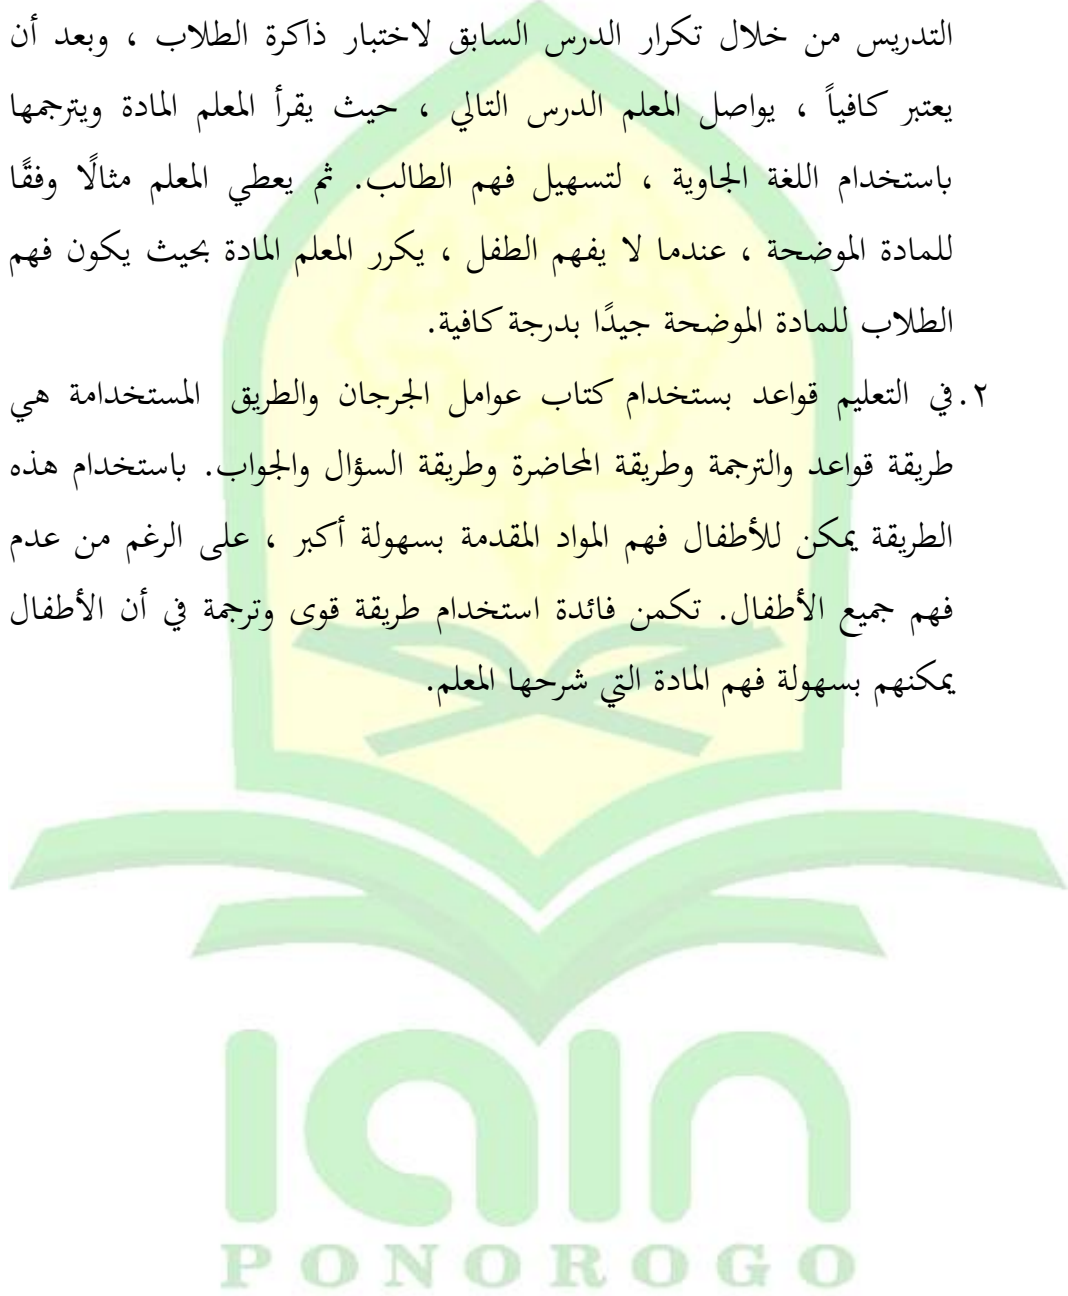 التدريس من خلال تكرار الدرس السابق لاختبار ذاكرة الطلاب ، وبعد أن
يعتبر كافياً ، يواصل المعلم الدرس التالي ، حيث يقرأ المعلم المادة ويترجمها
باستخدام اللغة الجاوية ، لتسهيل فهم الطالب. ثم يعطي المعلم مثالًا وفقًا
للمادة الموضحة ، عندما لا يفهم الطفل ، يكرر المعلم المادة بحيث يكون فهم
الطلاب للمادة الموضحة جيدًا بدرجة كافية.
٢.في التعليم قواعد بستخدام كتاب عوامل الجرجان والطريق المستخدامة هي
طريقة قواعد والترجمة وطريقة المحاضرة وطريقة السؤال والجواب. باستخدام هذه
الطريقة يمكن للأطفال فهم المواد المقدمة بسهولة أكبر ، على الرغم من عدم
فهم جميع الأطفال. تكمن فائدة استخدام طريقة قوى وترجمة في أن الأطفال
يمكنهم بسهولة فهم المادة التي شرحها المعلم.
iain
PONOROGO